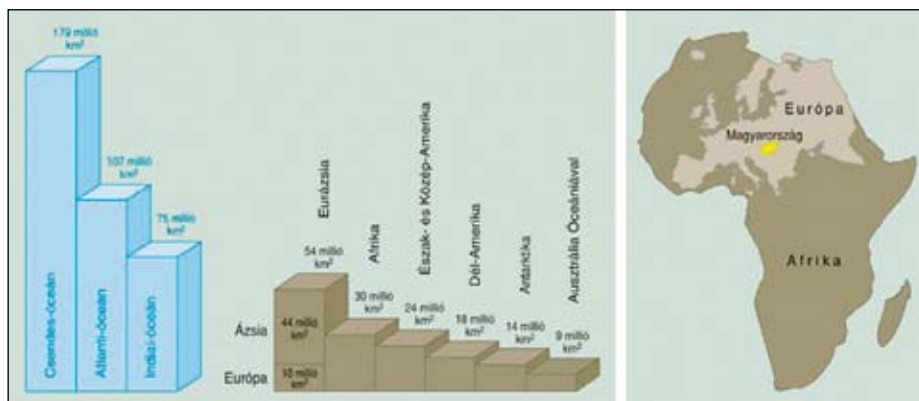 179 millió
km²
107 millió
km²
75 millió
km²
Csendes-óceán
Atlanti-óceán
Indiai-óceán
Eurázsia
Afrika
Észak- és Közép-Amerika
Dél-Amerika
Antarktika
Ausztrália Óceániával
54 millió
km²
30 millió
km²
24 millió
km²
18 millió
km²
14 millió
km²
9 millió
km²
Ázsia
44 millió
km²
Európa
10 millió
km²
Európa
Magyarország
Afrika